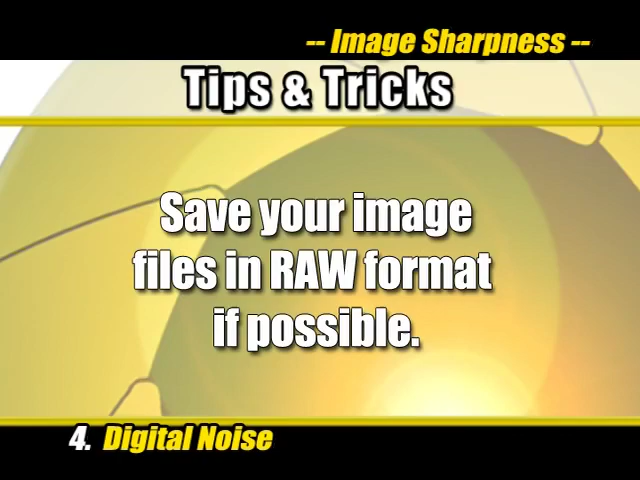 -- Image Sharpness --
Tips & Tricks
Save your image
files in RAW format
if possible.
4. Digital Noise